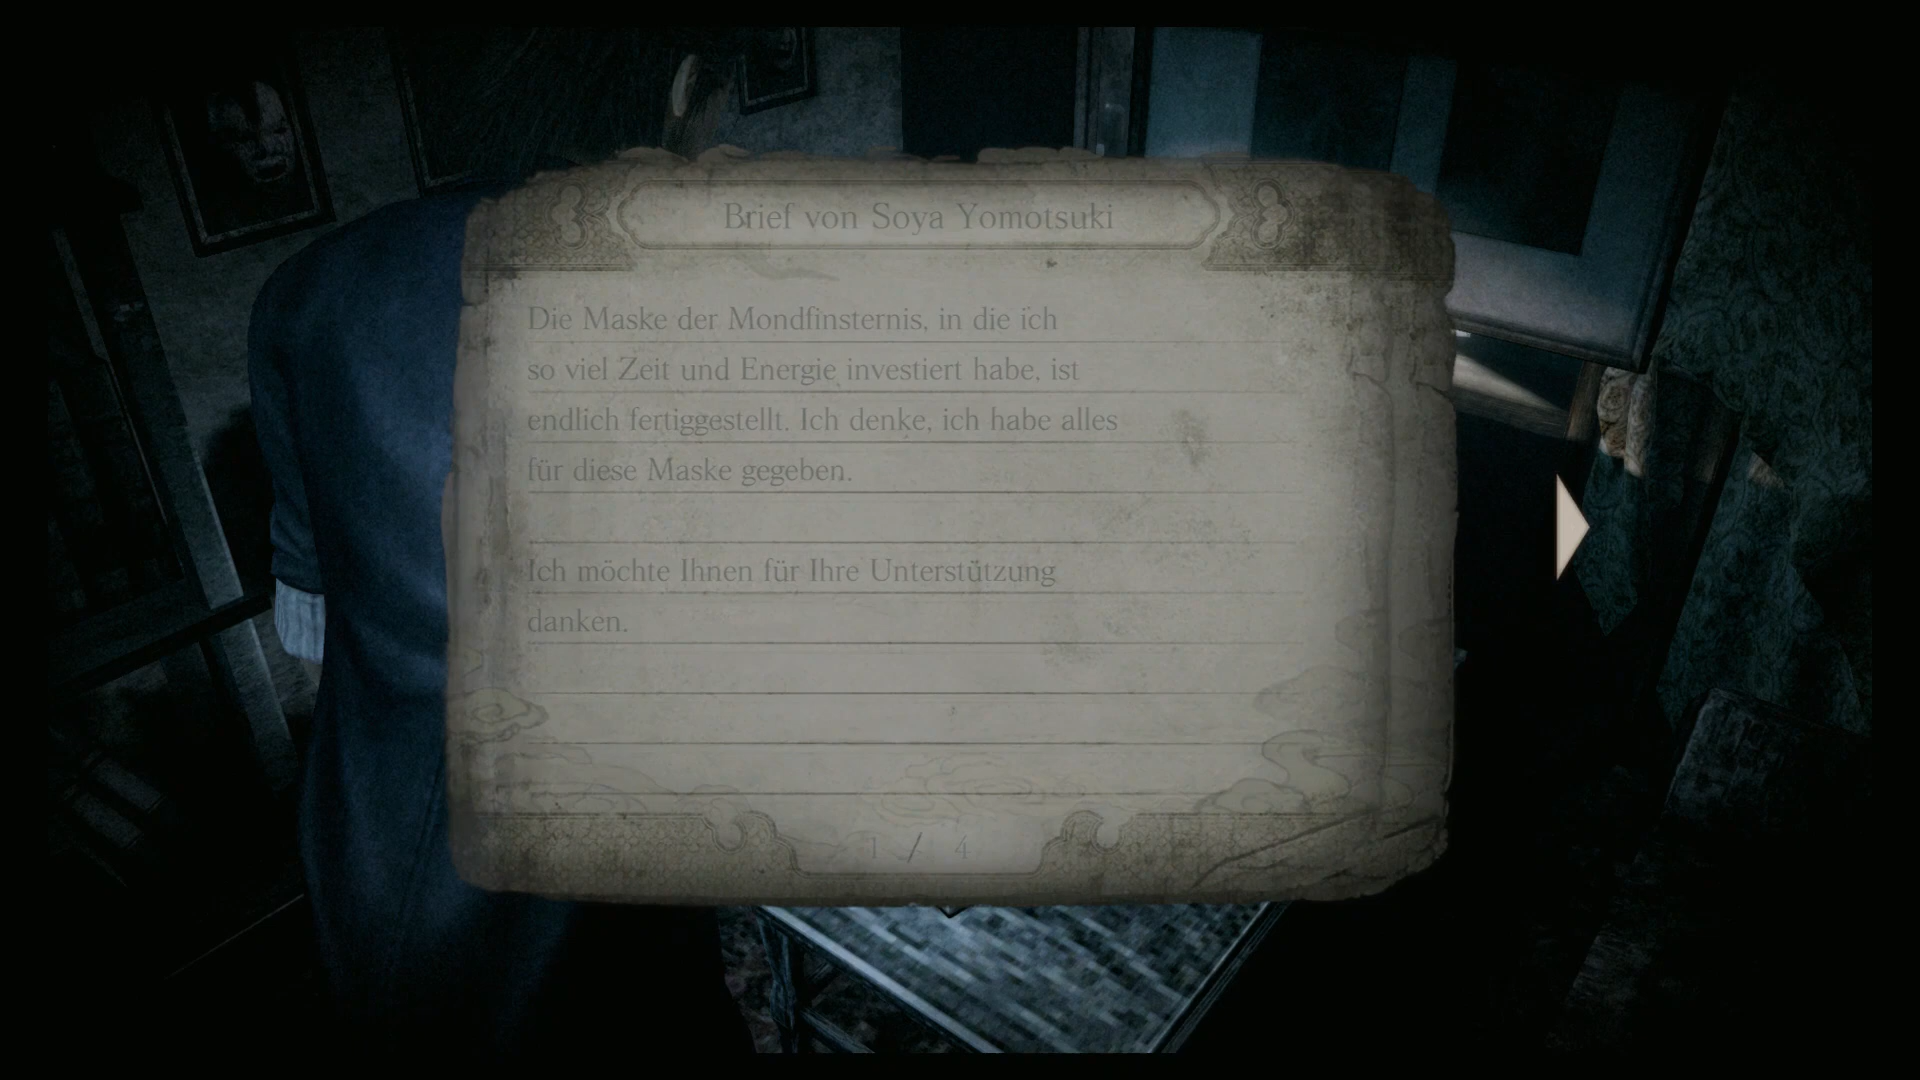 Brief von Soya Yomotsuki
Die Maske der Mondfinsternis, in die ich
so viel Zeit und Energie investiert habe, ist
endlich fertiggestellt. Ich denke, ich habe alles
für diese Maske gegeben.
Ich möchte Ihnen für Ihre Unterstützung
danken.
1 / 4